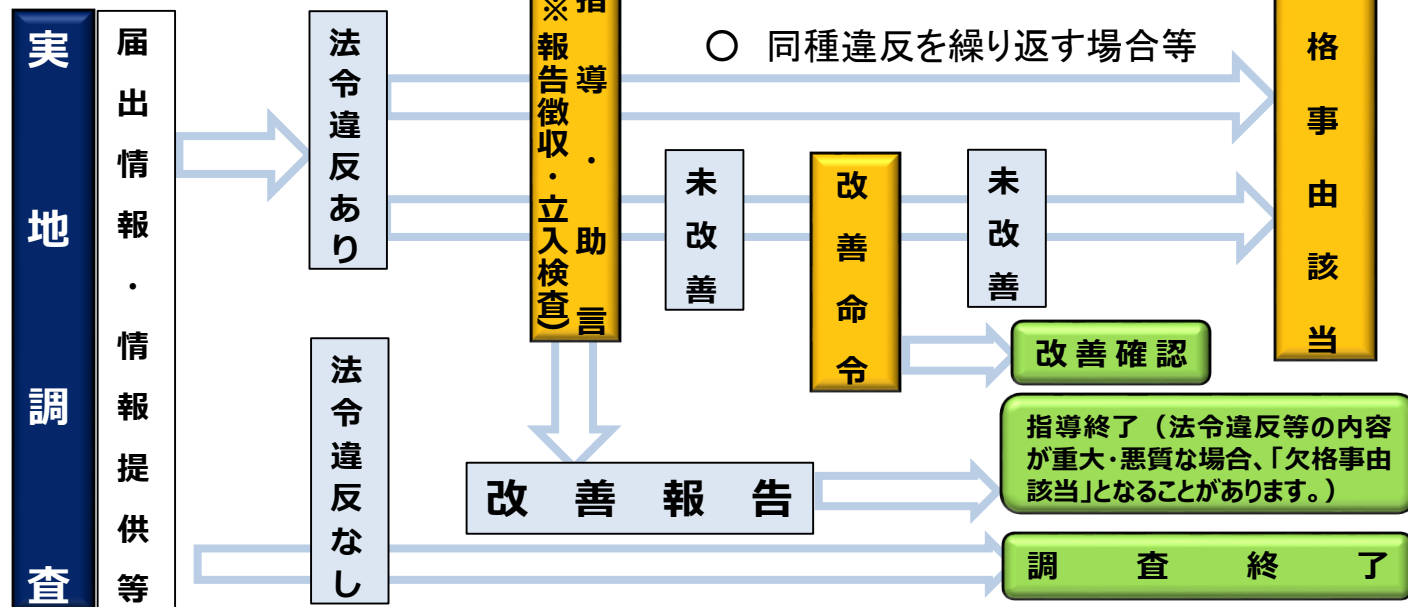 実地調査
届出情報・情報提供等
法令違反あり
指導・助言
※報告徴収・立入検査)
〇 同種違反を繰り返す場合等
未改善
改善命令
未改善
格事由該当
改善確認
法令違反なし
改善報告
指導終了（法令違反等の内容
が重大・悪質な場合、「欠格事由
該当」となることがあります。）
調査終了